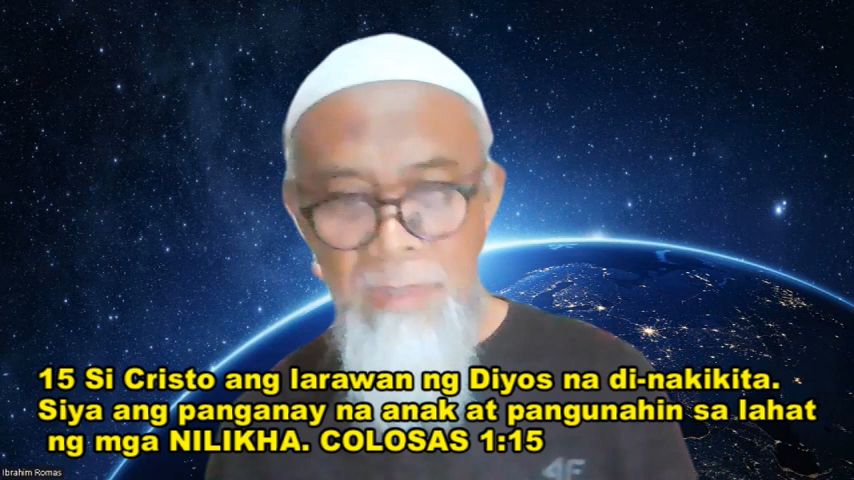 4F
15 Si Cristo ang larawan ng Diyos na di-nakikita.
Siya ang panganay na anak at pangunahin sa lahat
ng mga NILIKHA. COLOSAS 1:15
Ibrahim Romas